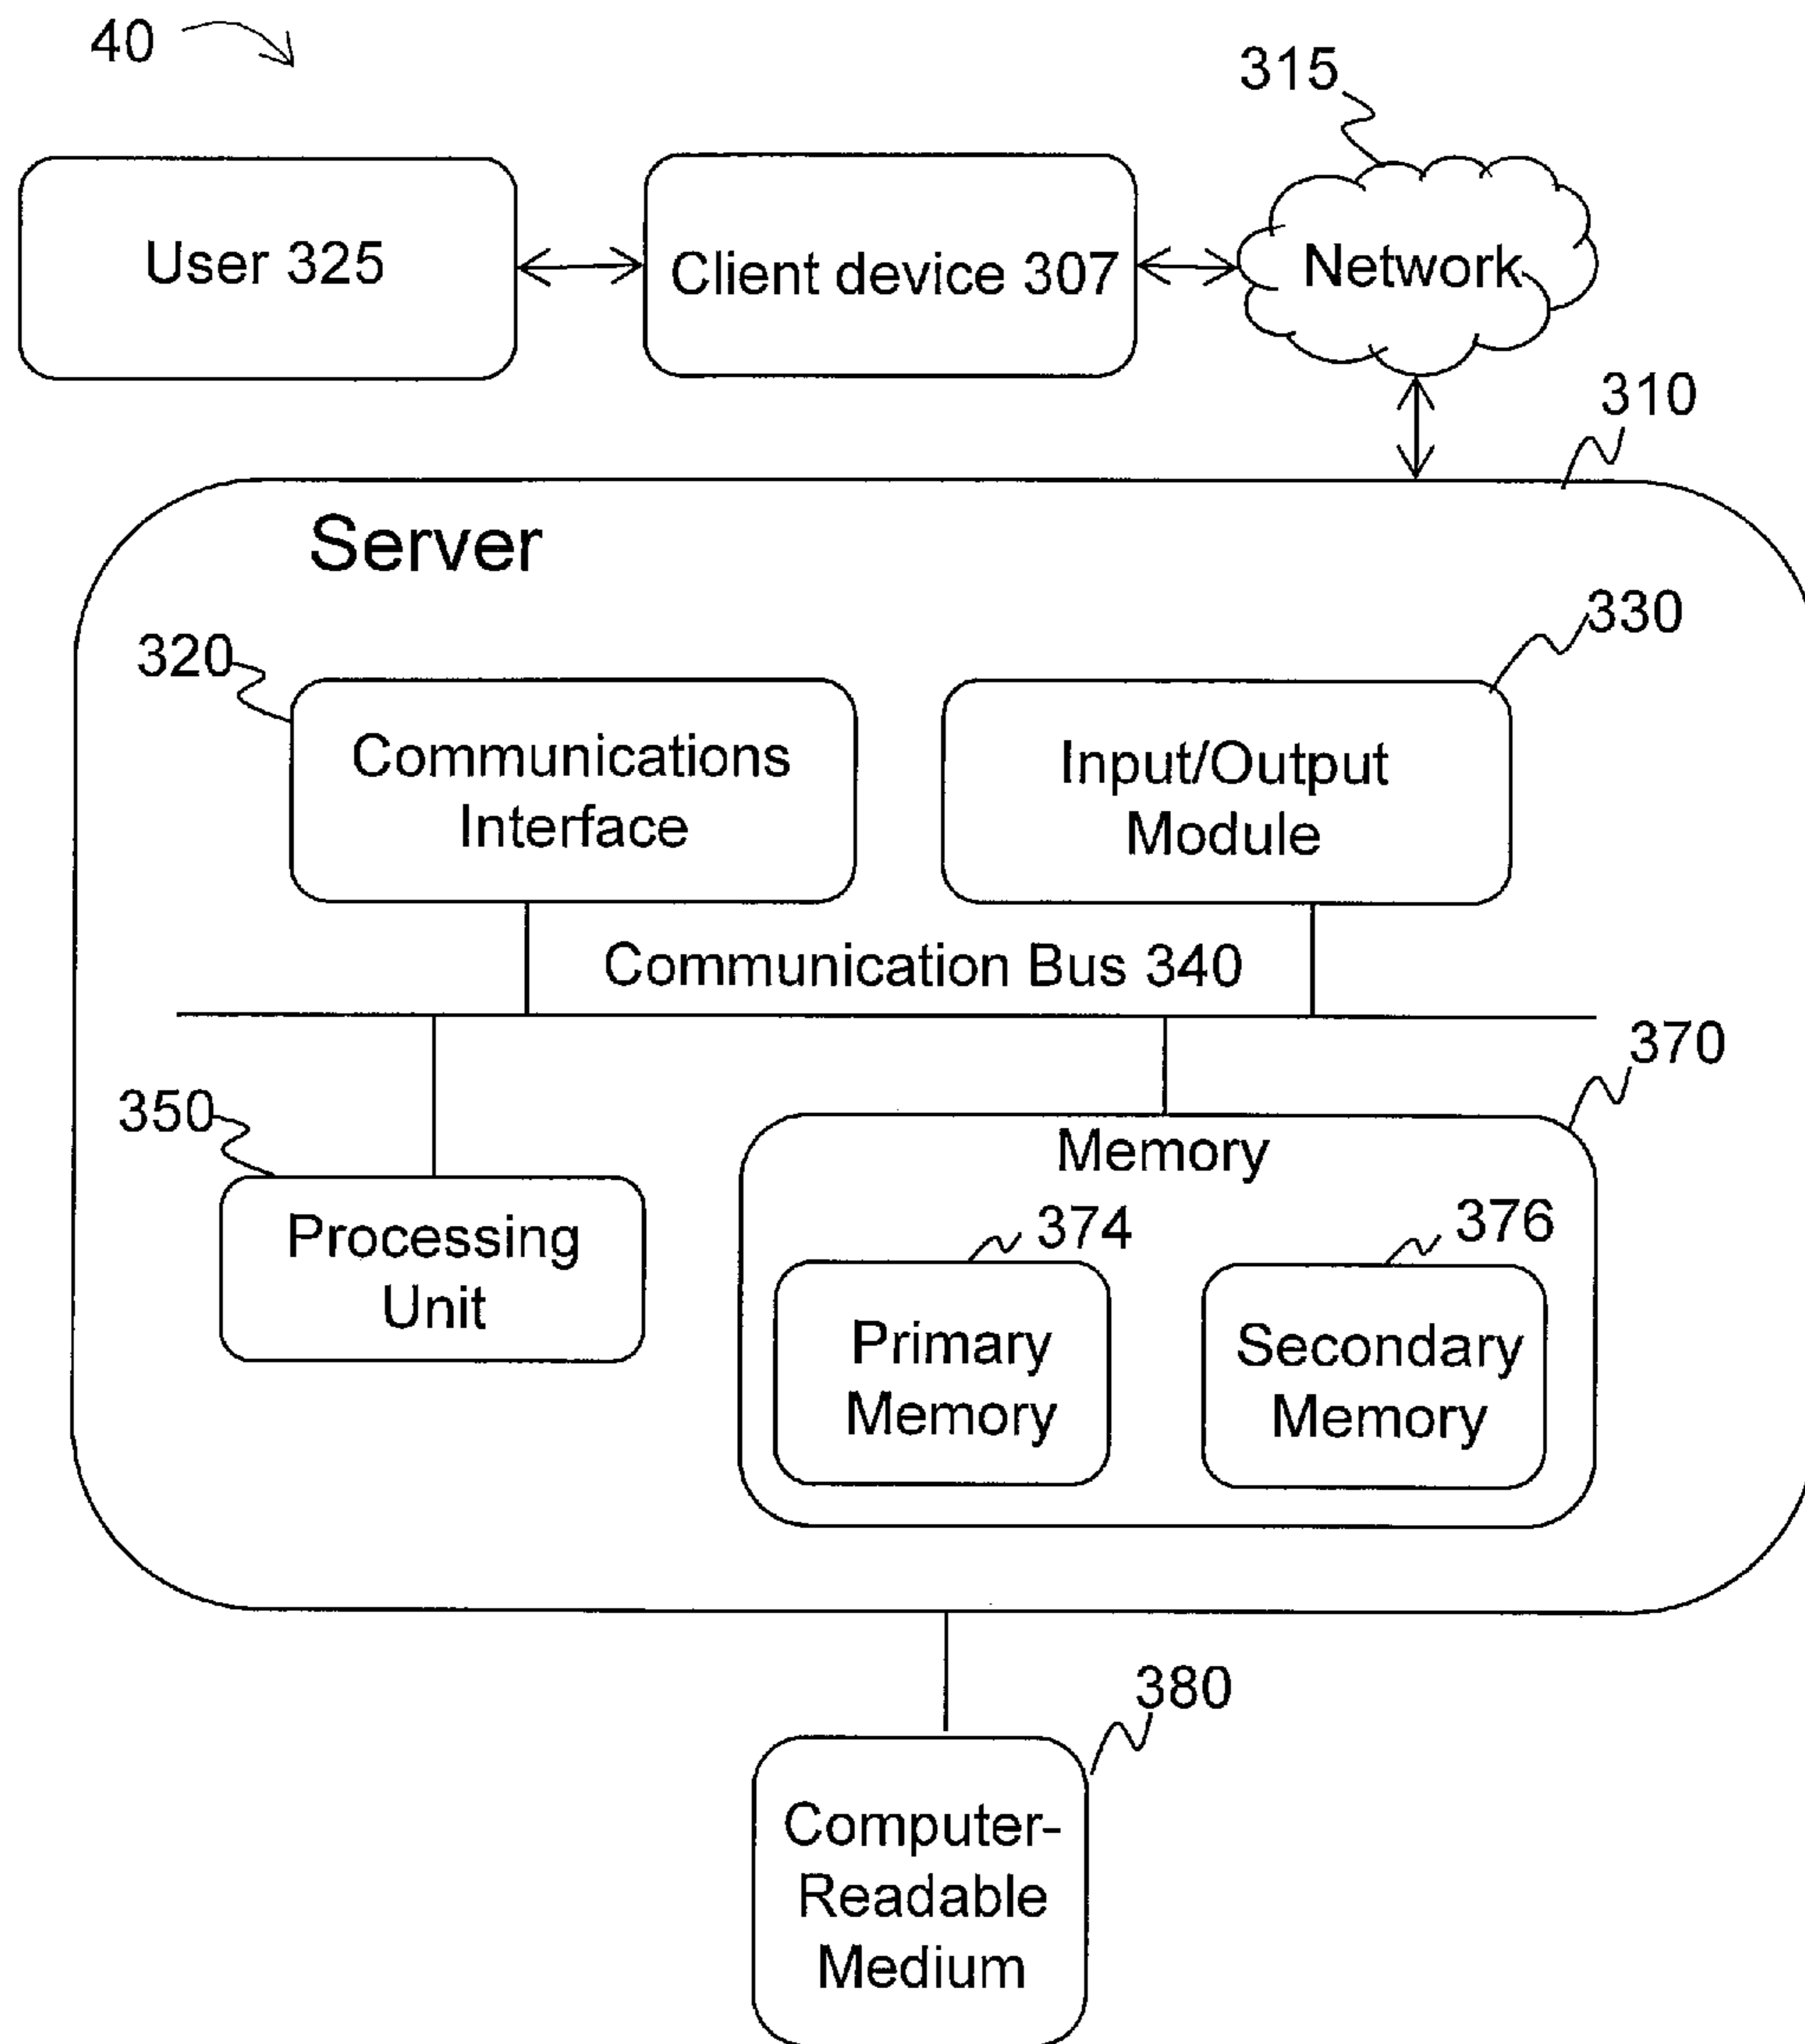 40
315
User 325
Client device 307
Network
310
Server
320
330
Communications
Interface
Input/Output
Module
Communication Bus 340
370
350
Memory
Processing
Unit
374
376
Primary
Memory
Secondary
Memory
380
Computer-
Readable
Medium